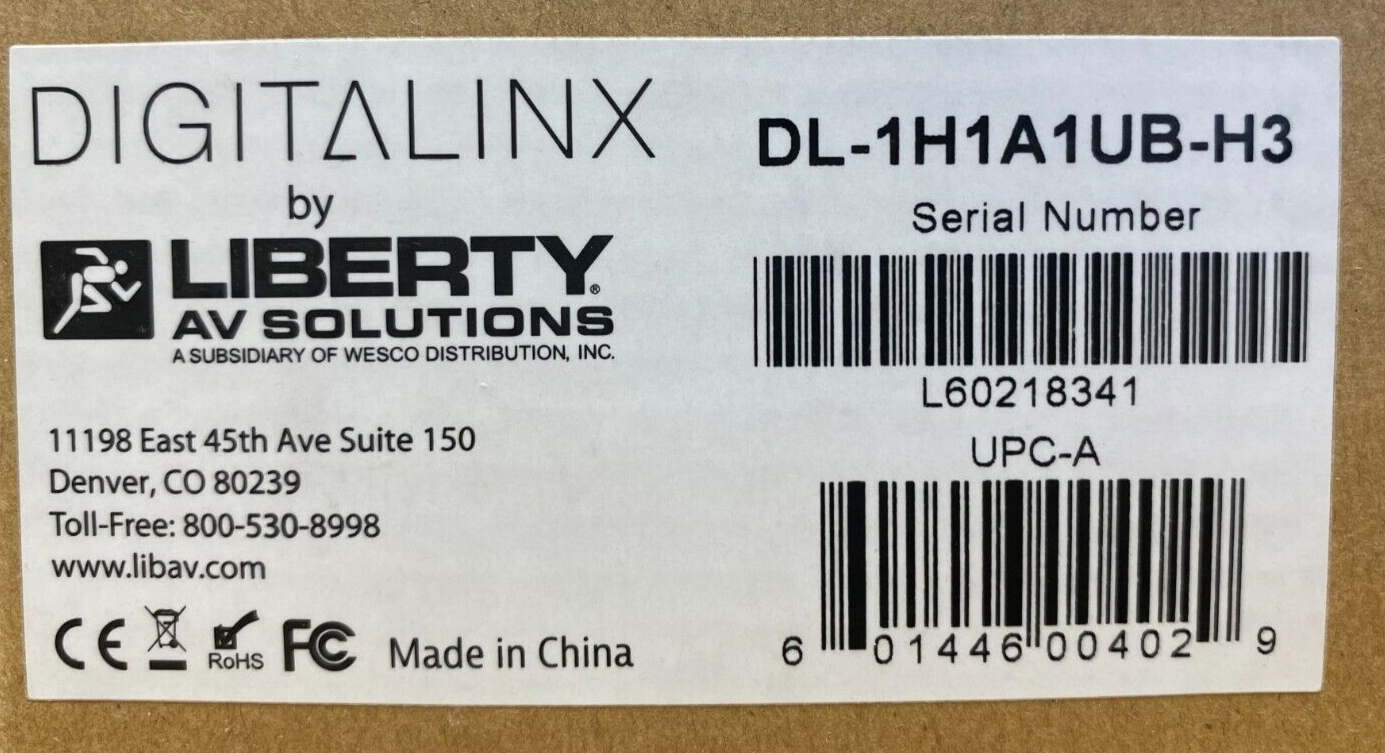 DIGITALINX
by
LIBERTY®
AV SOLUTIONS
A SUBSIDIARY OF WESCO DISTRIBUTION, INC.
11198 East 45th Ave Suite 150
Denver, CO 80239
Toll-Free: 800-530-8998
www.libav.com
CE RoHS FC Made in China
DL-1H1A1UB-H3
Serial Number
L60218341
UPC-A
6 01446 00402 9